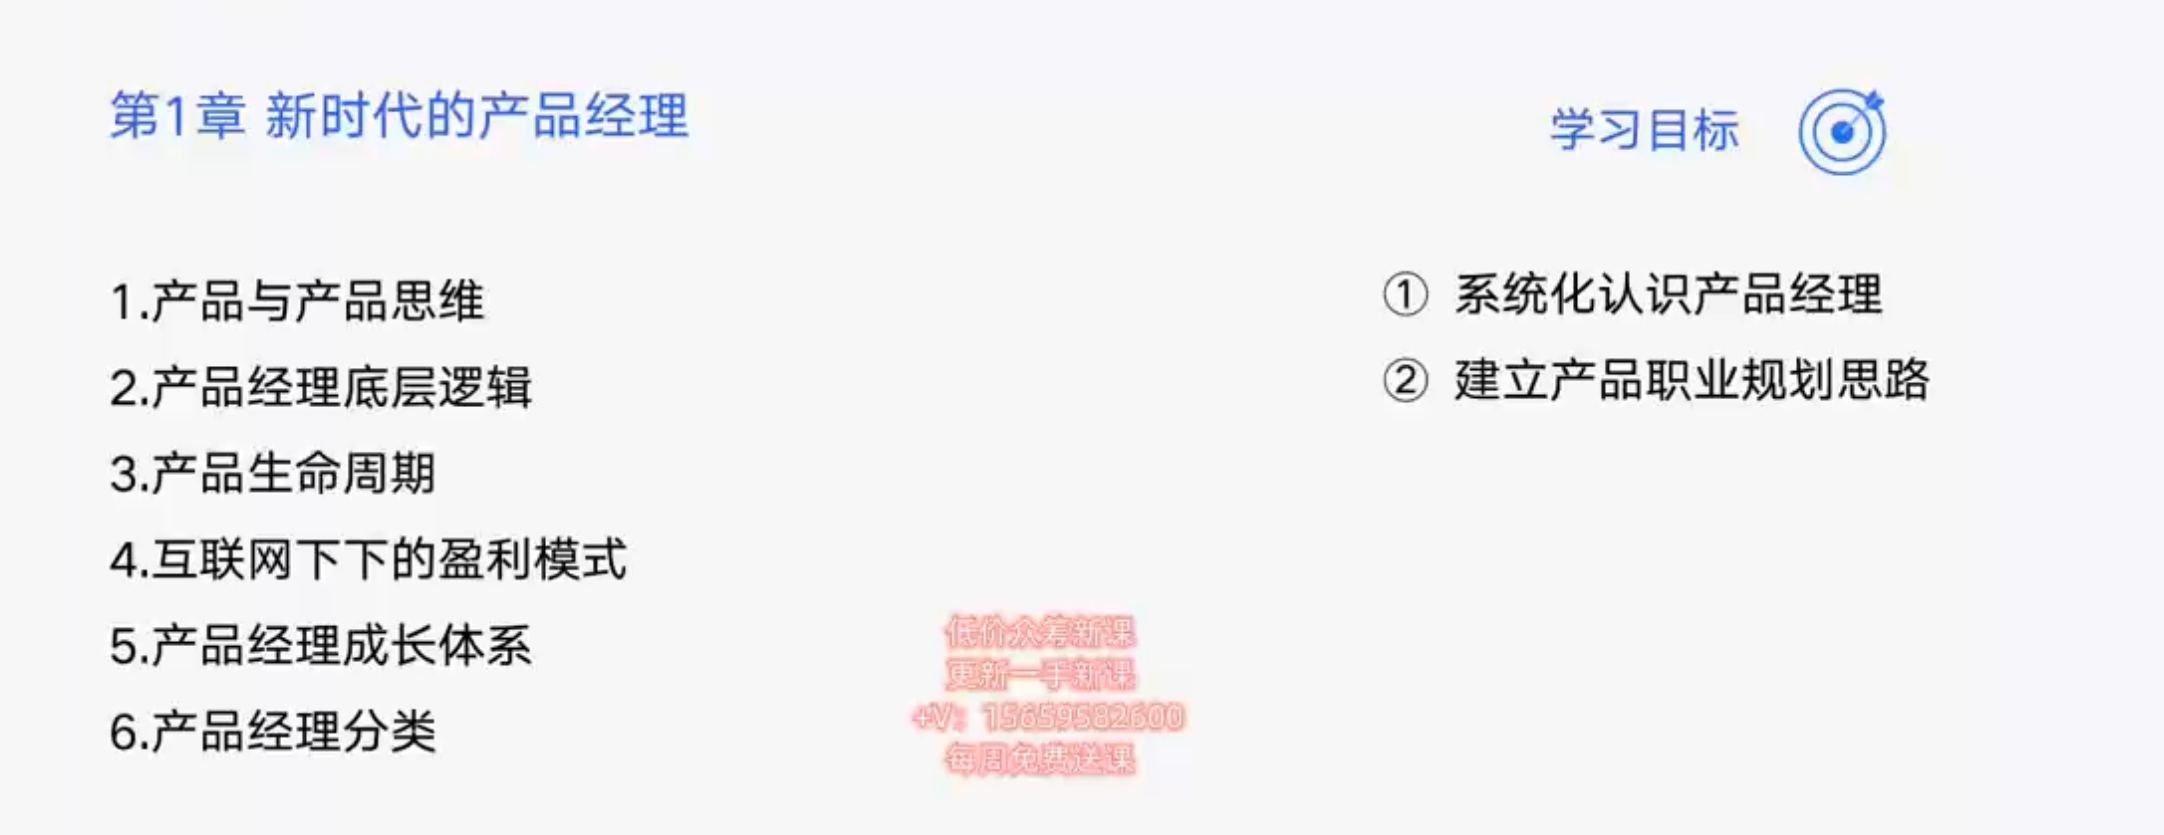 第1章 新时代的产品经理
1.产品与产品思维
2.产品经理底层逻辑
3.产品生命周期
4.互联网下下的盈利模式
5.产品经理成长体系
6.产品经理分类
学习目标
① 系统化认识产品经理
② 建立产品职业规划思路
低价众筹新课
更新一手新课
+V：15659582600
每周免费送课